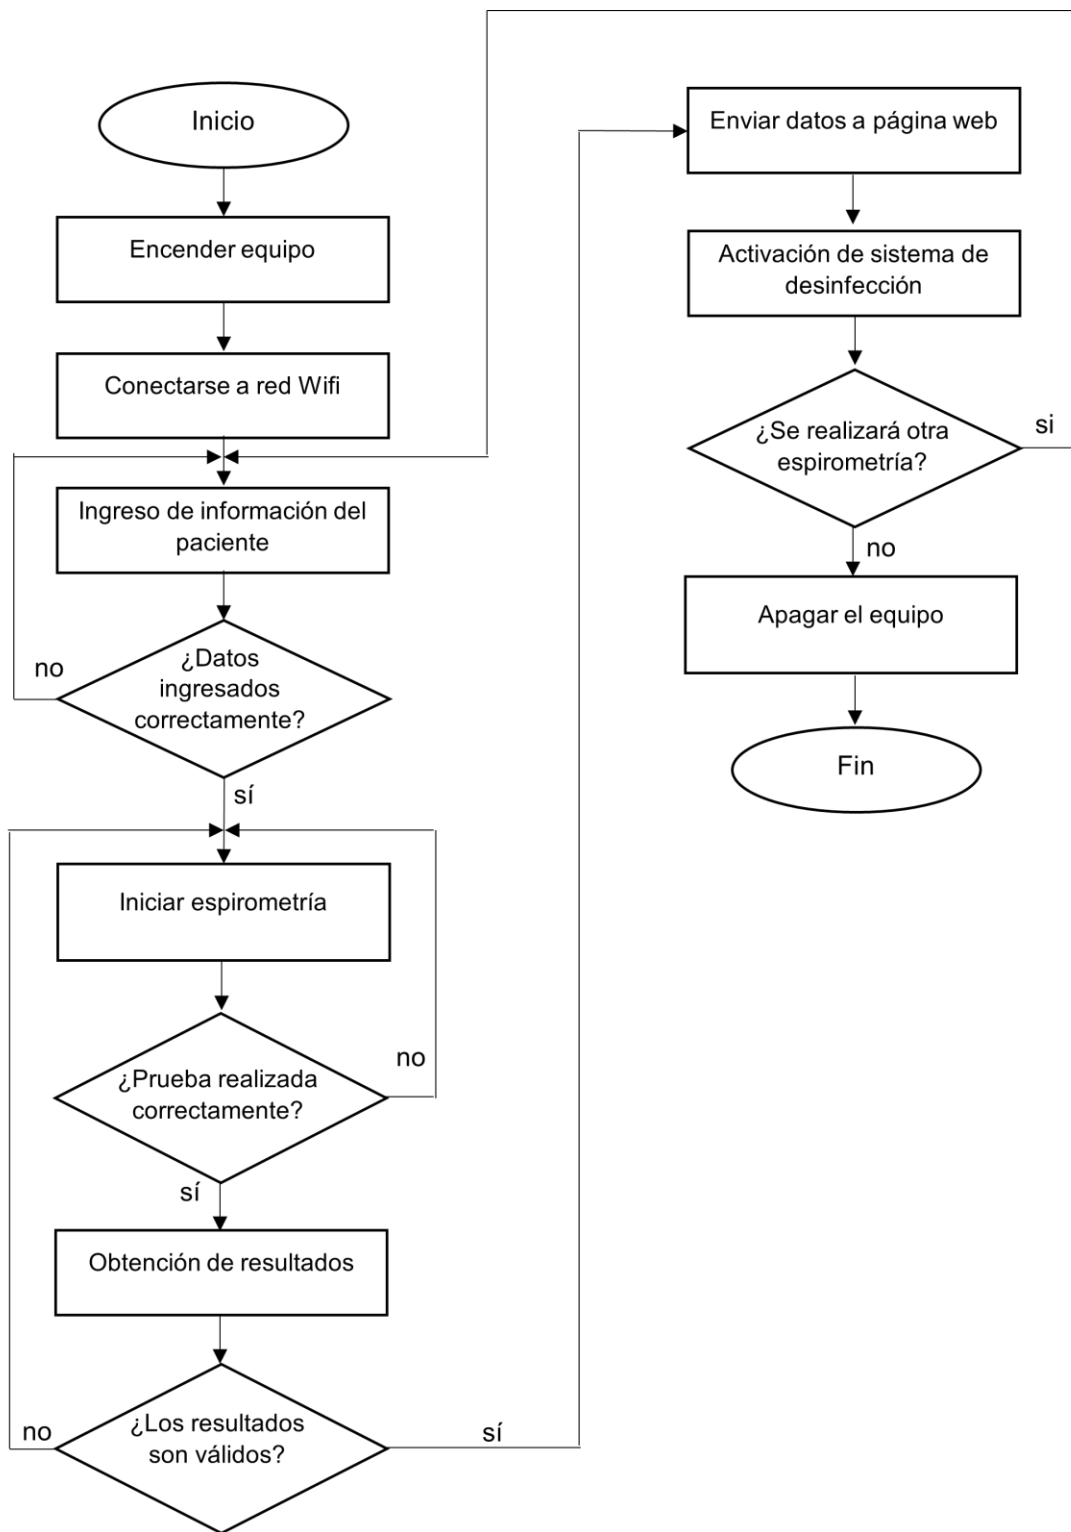 Inicio
Encender equipo
Conectarse a red Wifi
Ingreso de información del
paciente
¿Datos
ingresados
correctamente?
no
sí
Iniciar espirometría
¿Prueba realizada
correctamente?
no
sí
Obtención de resultados
¿Los resultados
son válidos?
no
sí
Enviar datos a página web
Activación de sistema de
desinfección
¿Se realizará otra
espirometría?
si
no
Apagar el equipo
Fin